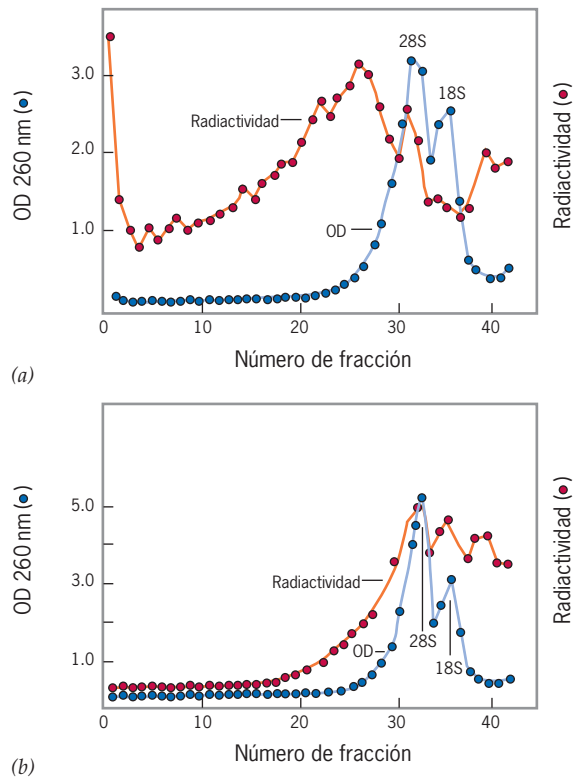 28S
3.0
18S
Radiactividad
2.0
OD
1.0
OD 260 nm (●)
Radiactividad (●)
0
10
20
30
40
Número de fracción
(a)
5.0
Radiactividad
3.0
OD
28S
18S
1.0
OD 260 nm (●)
Radiactividad (●)
0
10
20
30
40
Número de fracción
(b)